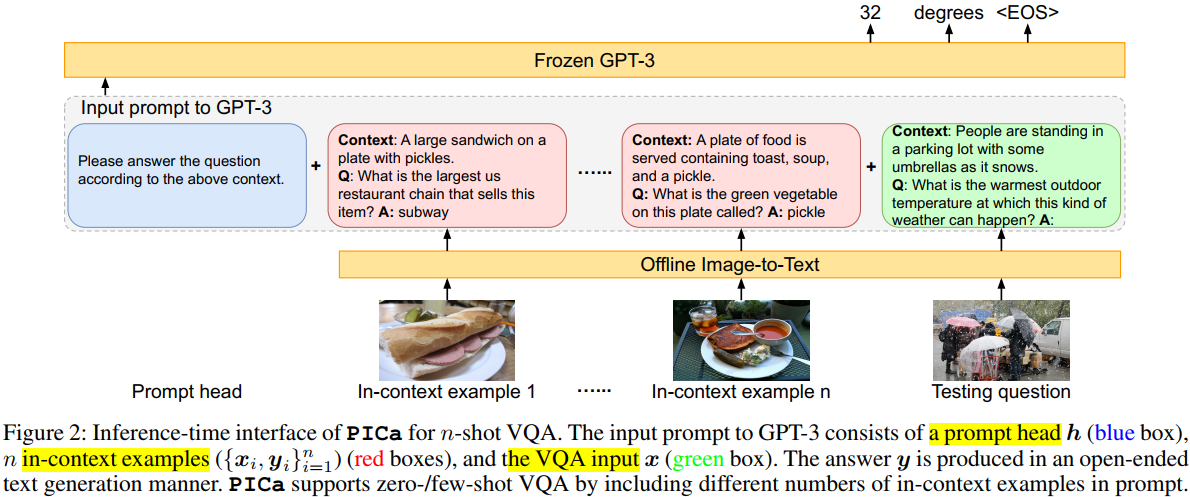 32 degrees <EOS>
Frozen GPT-3
Input prompt to GPT-3
Please answer the question
according to the above context.
+
Context: A large sandwich on a
plate with pickles.
Q: What is the largest us
restaurant chain that sells this
item? A: subway
......
Context: A plate of food is
served containing toast, soup,
and a pickle.
Q: What is the green vegetable
on this plate called? A: pickle
+
Context: People are standing in
a parking lot with some
umbrellas as it snows.
Q: What is the warmest outdoor
temperature at which this kind of
weather can happen? A:
Offline Image-to-Text
Prompt head
In-context example 1
......
In-context example n
Testing question
Figure 2: Inference-time interface of PICa for n-shot VQA. The input prompt to GPT-3 consists of a prompt head h (blue box),
n in-context examples ({x_i, y_i}_{i=1}^n) (red boxes), and the VQA input x (green box). The answer y is produced in an open-ended
text generation manner. PICa supports zero-/few-shot VQA by including different numbers of in-context examples in prompt.